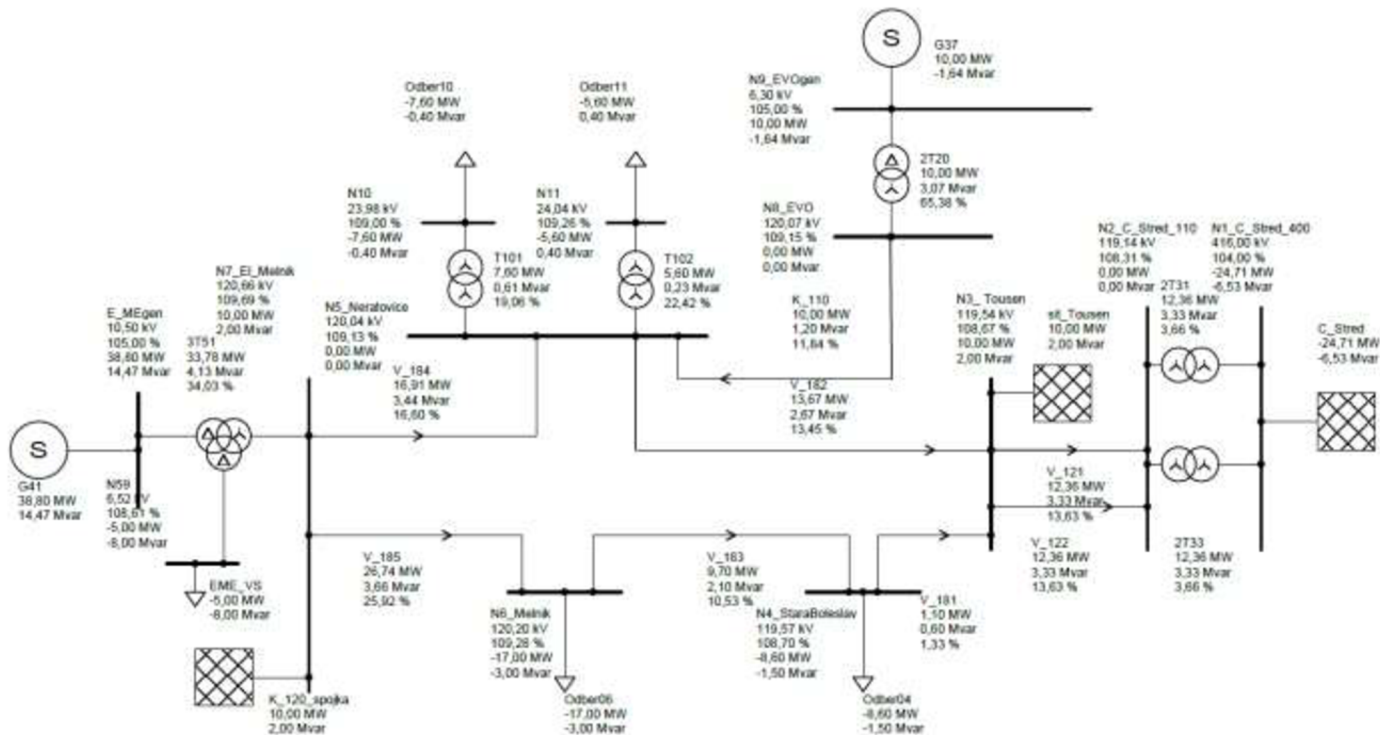 G37
10,00 MW
-1,64 Mvar
N9_EVOgen
6,30 kV
105,00 %
10,00 MW
-1,64 Mvar
Odber10
-7,60 MW
-0,40 Mvar
Odber11
-5,60 MW
0,40 Mvar
2T20
10,00 MW
3,07 Mvar
65,38 %
N10
23,98 kV
109,00 %
-7,60 MW
-0,40 Mvar
N11
24,04 kV
109,26 %
-5,60 MW
0,40 Mvar
N8_EVO
120,07 kV
109,15 %
0,00 MW
0,00 Mvar
N2_C_Stred_110
119,14 kV
108,31 %
0,00 MW
0,00 Mvar
N1_C_Stred_400
416,00 kV
104,00 %
-24,71 MW
-6,53 Mvar
T101
7,60 MW
0,61 Mvar
19,06 %
T102
5,60 MW
0,23 Mvar
22,42 %
N7_El_Melnik
120,66 kV
109,69 %
10,00 MW
2,00 Mvar
2T31
12,36 MW
3,33 Mvar
3,66 %
E_MEgen
10,50 kV
105,00 %
38,80 MW
14,47 Mvar
N5_Neratovice
120,04 kV
109,13 %
0,00 MW
0,00 Mvar
K_110
10,00 MW
1,20 Mvar
11,84 %
N3_ Tousen
119,54 kV
108,67 %
10,00 MW
2,00 Mvar
sit_Tousen
10,00 MW
2,00 Mvar
C_Stred
-24,71 MW
-6,53 Mvar
3T51
33,78 MW
4,13 Mvar
34,03 %
V_184
16,91 MW
3,44 Mvar
16,60 %
V_182
13,67 MW
2,67 Mvar
13,45 %
S
S
G41
38,80 MW
14,47 Mvar
N59
6,52 kV
108,61 %
-5,00 MW
-8,00 Mvar
V_121
12,36 MW
3,33 Mvar
13,63 %
V_122
12,36 MW
3,33 Mvar
13,63 %
2T33
12,36 MW
3,33 Mvar
3,66 %
V_185
26,74 MW
3,66 Mvar
25,92 %
V_183
9,70 MW
2,10 Mvar
10,53 %
EME_VS
-5,00 MW
-8,00 Mvar
N6_Melnik
120,20 kV
109,28 %
-17,00 MW
-3,00 Mvar
N4_StaraBoleslav
119,57 kV
108,70 %
-8,60 MW
-1,50 Mvar
V_181
1,10 MW
0,60 Mvar
1,33 %
K_120_spojka
10,00 MW
2,00 Mvar
Odber06
-17,00 MW
-3,00 Mvar
Odber04
-8,60 MW
-1,50 Mvar